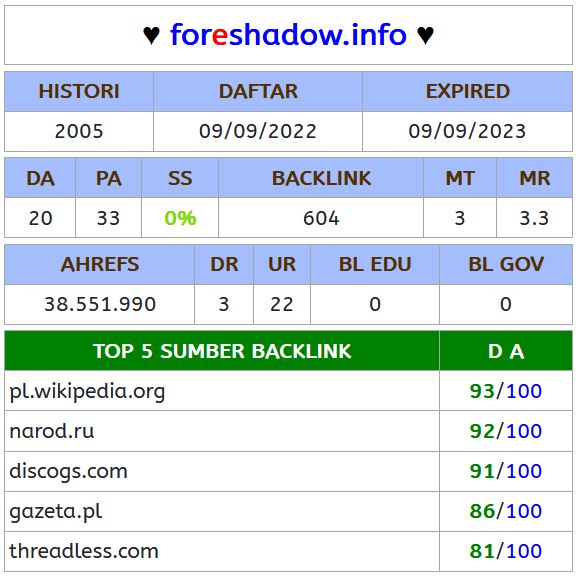 ♥ foreshadow.info ♥
HISTORI DAFTAR EXPIRED
2005 09/09/2022 09/09/2023
DA PA SS BACKLINK MT MR
20 33 0% 604 3 3.3
AHREFS DR UR BL EDU BL GOV
38.551.990 3 22 0 0
TOP 5 SUMBER BACKLINK D A
pl.wikipedia.org 93/100
narod.ru 92/100
discogs.com 91/100
gazeta.pl 86/100
threadless.com 81/100